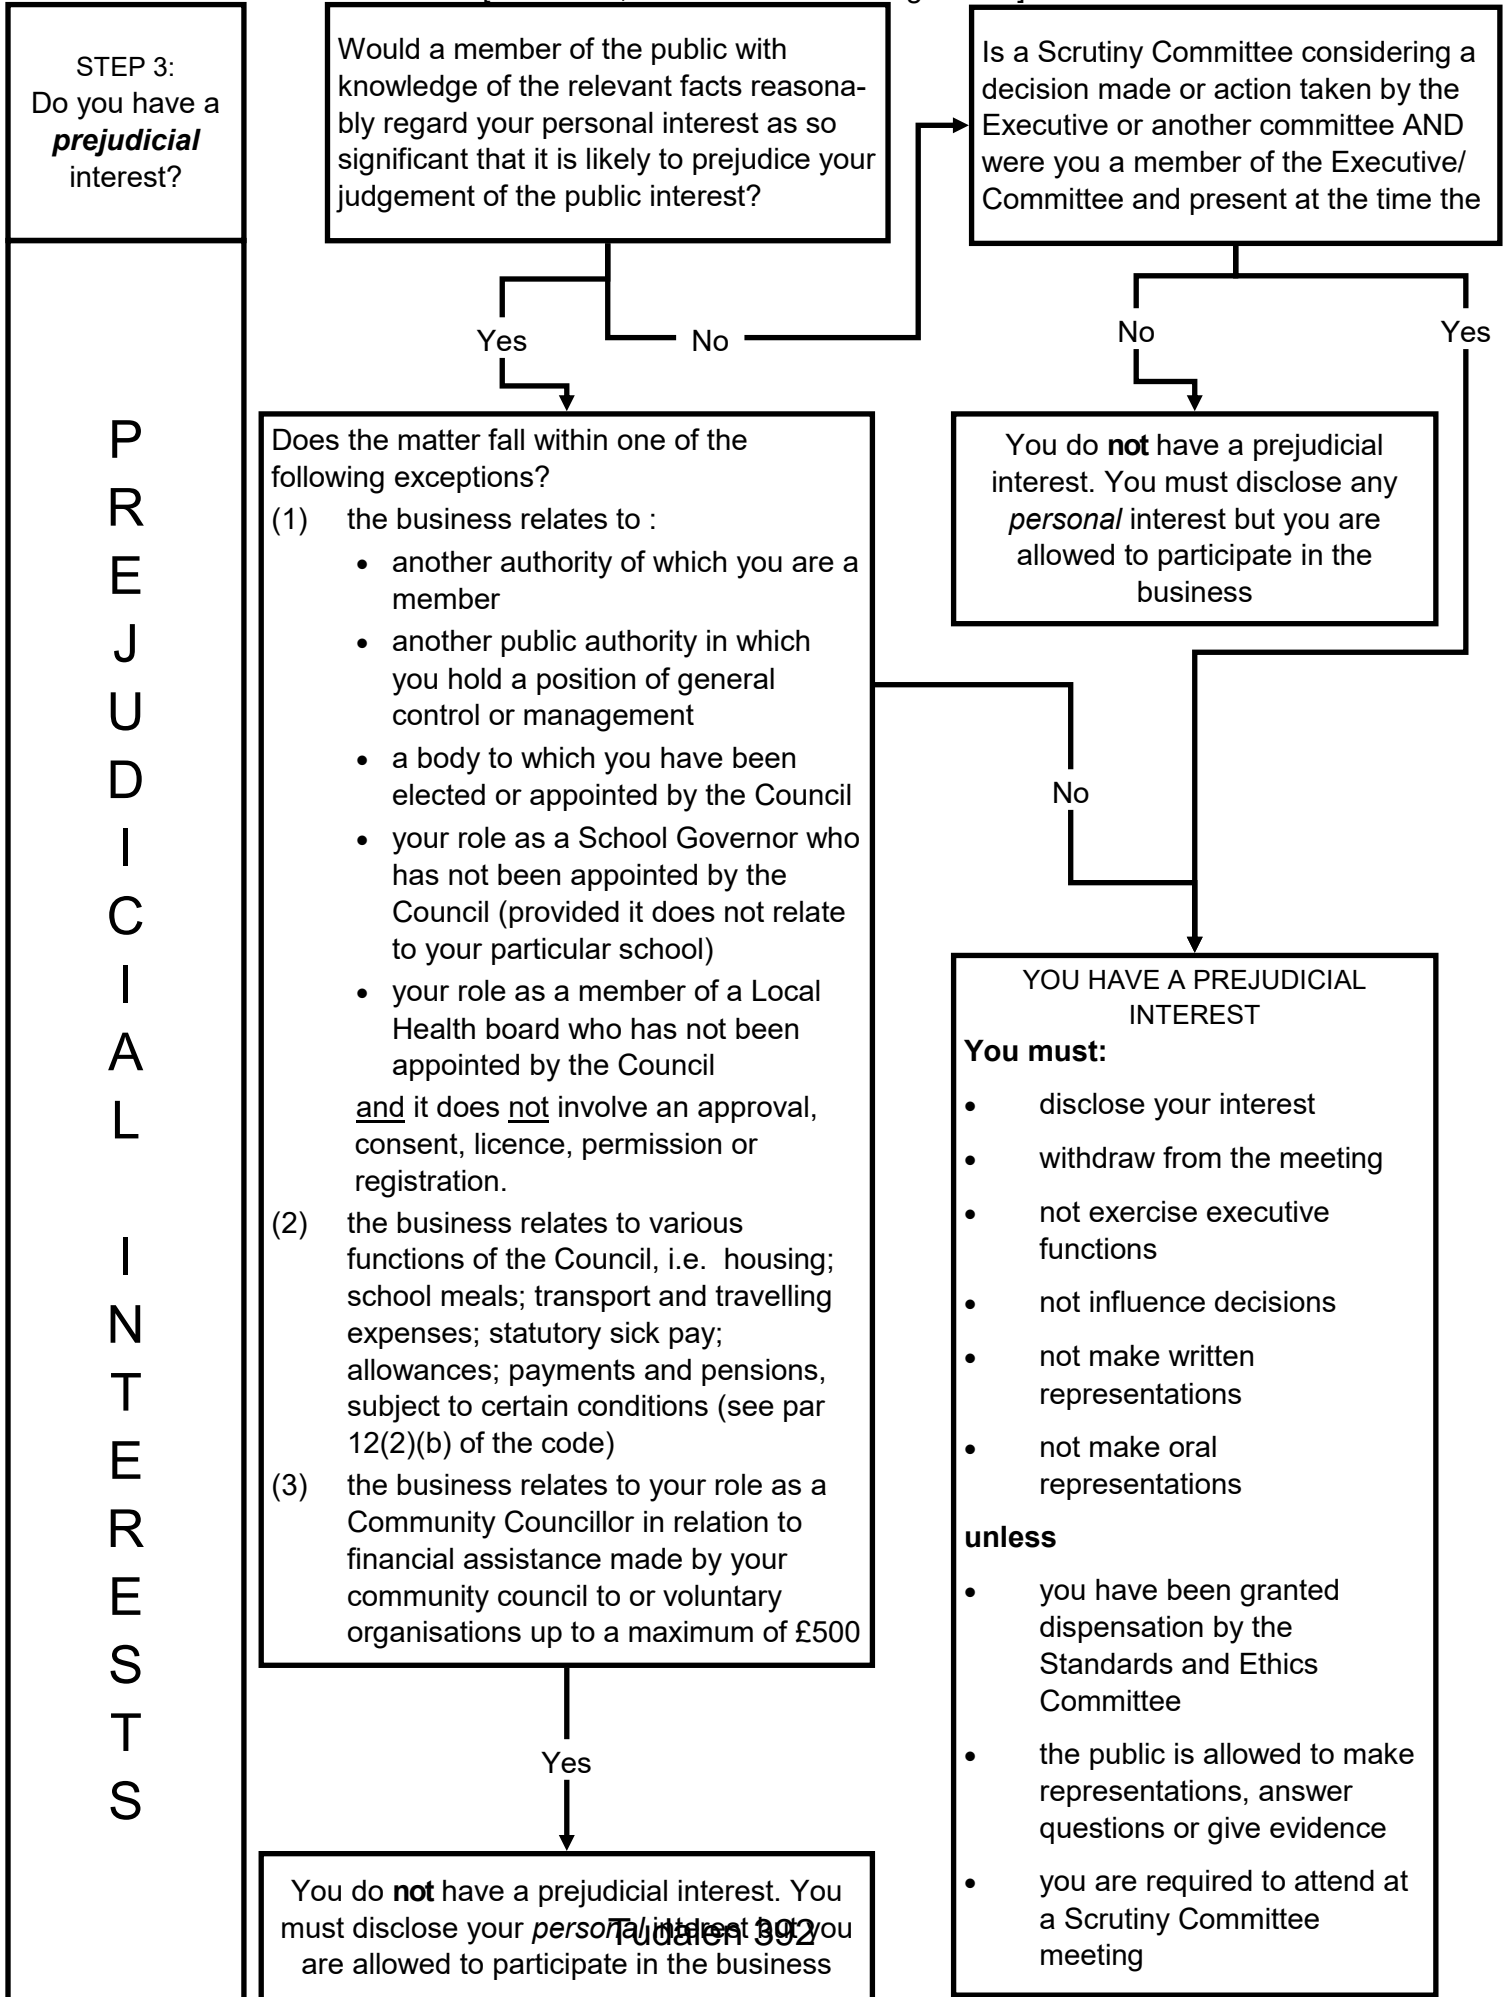 STEP 3:
Do you have a
prejudicial
interest?
P
R
E
J
U
D
I
C
I
A
L
I
N
T
E
R
E
S
T
S
Would a member of the public with
knowledge of the relevant facts reasona-
bly regard your personal interest as so
significant that it is likely to prejudice your
judgement of the public interest?
Is a Scrutiny Committee considering a
decision made or action taken by the
Executive or another committee AND
were you a member of the Executive/
Committee and present at the time the
Yes
No
No
Yes
Does the matter fall within one of the
following exceptions?
(1) the business relates to :
• another authority of which you are a
member
• another public authority in which
you hold a position of general
control or management
• a body to which you have been
elected or appointed by the Council
• your role as a School Governor who
has not been appointed by the
Council (provided it does not relate
to your particular school)
• your role as a member of a Local
Health board who has not been
appointed by the Council
and it does not involve an approval,
consent, licence, permission or
registration.
(2) the business relates to various
functions of the Council, i.e. housing;
school meals; transport and travelling
expenses; statutory sick pay;
allowances; payments and pensions,
subject to certain conditions (see par
12(2)(b) of the code)
(3) the business relates to your role as a
Community Councillor in relation to
financial assistance made by your
community council to or voluntary
organisations up to a maximum of £500
You do not have a prejudicial
interest. You must disclose any
personal interest but you are
allowed to participate in the
business
No
YOU HAVE A PREJUDICIAL
INTEREST
You must:
• disclose your interest
• withdraw from the meeting
• not exercise executive
functions
• not influence decisions
• not make written
representations
• not make oral
representations
unless
• you have been granted
dispensation by the
Standards and Ethics
Committee
• the public is allowed to make
representations, answer
questions or give evidence
• you are required to attend at
a Scrutiny Committee
meeting
Yes
You do not have a prejudicial interest. You
must disclose your personal interest but you
are allowed to participate in the business
Tudalen 392